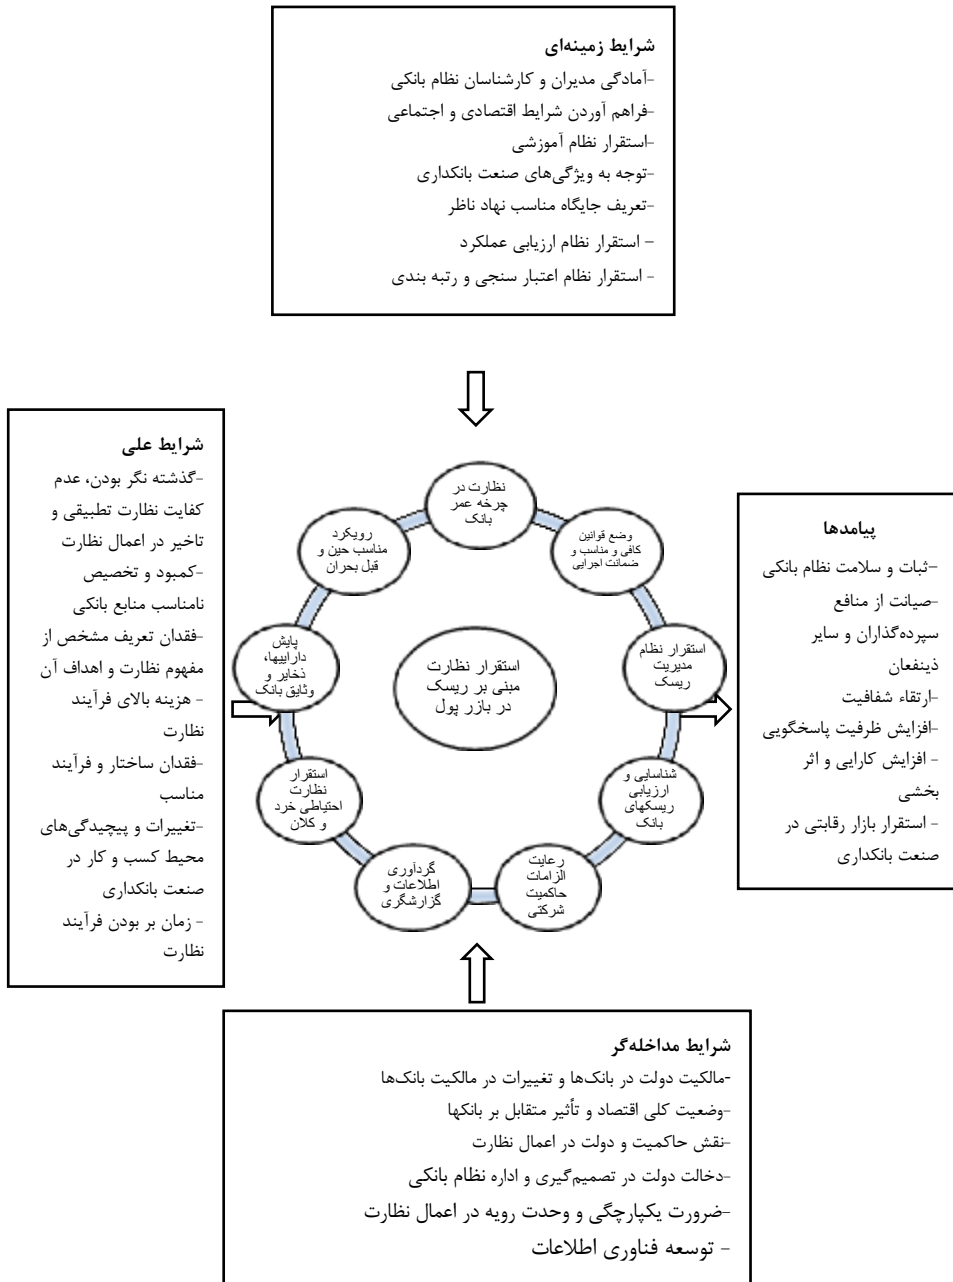 شرایط زمینه‌ای
-آمادگی مدیران و کارشناسان نظام بانکی
-فراهم آوردن شرایط اقتصادی و اجتماعی
-استقرار نظام آموزشی
-توجه به ویژگی‌های صنعت بانکداری
-تعریف جایگاه مناسب نهاد ناظر
- استقرار نظام ارزیابی عملکرد
- استقرار نظام اعتبار سنجی و رتبه بندی
شرایط علی
-گذشته نگر بودن، عدم
کفایت نظارت تطبیقی و
تاخیر در اعمال نظارت
-کمبود و تخصیص
نامناسب منابع بانکی
-فقدان تعریف مشخص از
مفهوم نظارت و اهداف آن
- هزینه بالای فرآیند
نظارت
-فقدان ساختار و فرآیند
مناسب
-تغییرات و پیچیدگی‌های
محیط کسب و کار در
صنعت بانکداری
- زمان بر بودن فرآیند
نظارت
نظارت در
چرخه عمر
بانک
وضع قوانین
کافی و مناسب و
ضمانت اجرایی
استقرار نظام
مدیریت
ریسک
شناسایی و
ارزیابی
ریسکهای
بانک
رعایت
الزامات
حاکمیت
شرکتی
گردآوری
اطلاعات و
گزارشگری
استقرار
نظارت
احتیاطی خرد
و کلان
پایش
داراییها،
ذخایر و
وثایق بانک
رویکرد
مناسب حین و
قبل بحران
استقرار نظارت
مبنی بر ریسک
در بازر پول
پیامدها
-ثبات و سلامت نظام بانکی
-صیانت از منافع
سپرده‌گذاران و سایر
ذینفعان
-ارتقاء شفافیت
-افزایش ظرفیت پاسخگویی
- افزایش کارایی و اثر
بخشی
- استقرار بازار رقابتی در
صنعت بانکداری
شرایط مداخله‌گر
-مالکیت دولت در بانک‌ها و تغییرات در مالکیت بانک‌ها
-وضعیت کلی اقتصاد و تأثیر متقابل بر بانکها
-نقش حاکمیت و دولت در اعمال نظارت
-دخالت دولت در تصمیم‌گیری و اداره نظام بانکی
-ضرورت یکپارچگی و وحدت رویه در اعمال نظارت
- توسعه فناوری اطلاعات